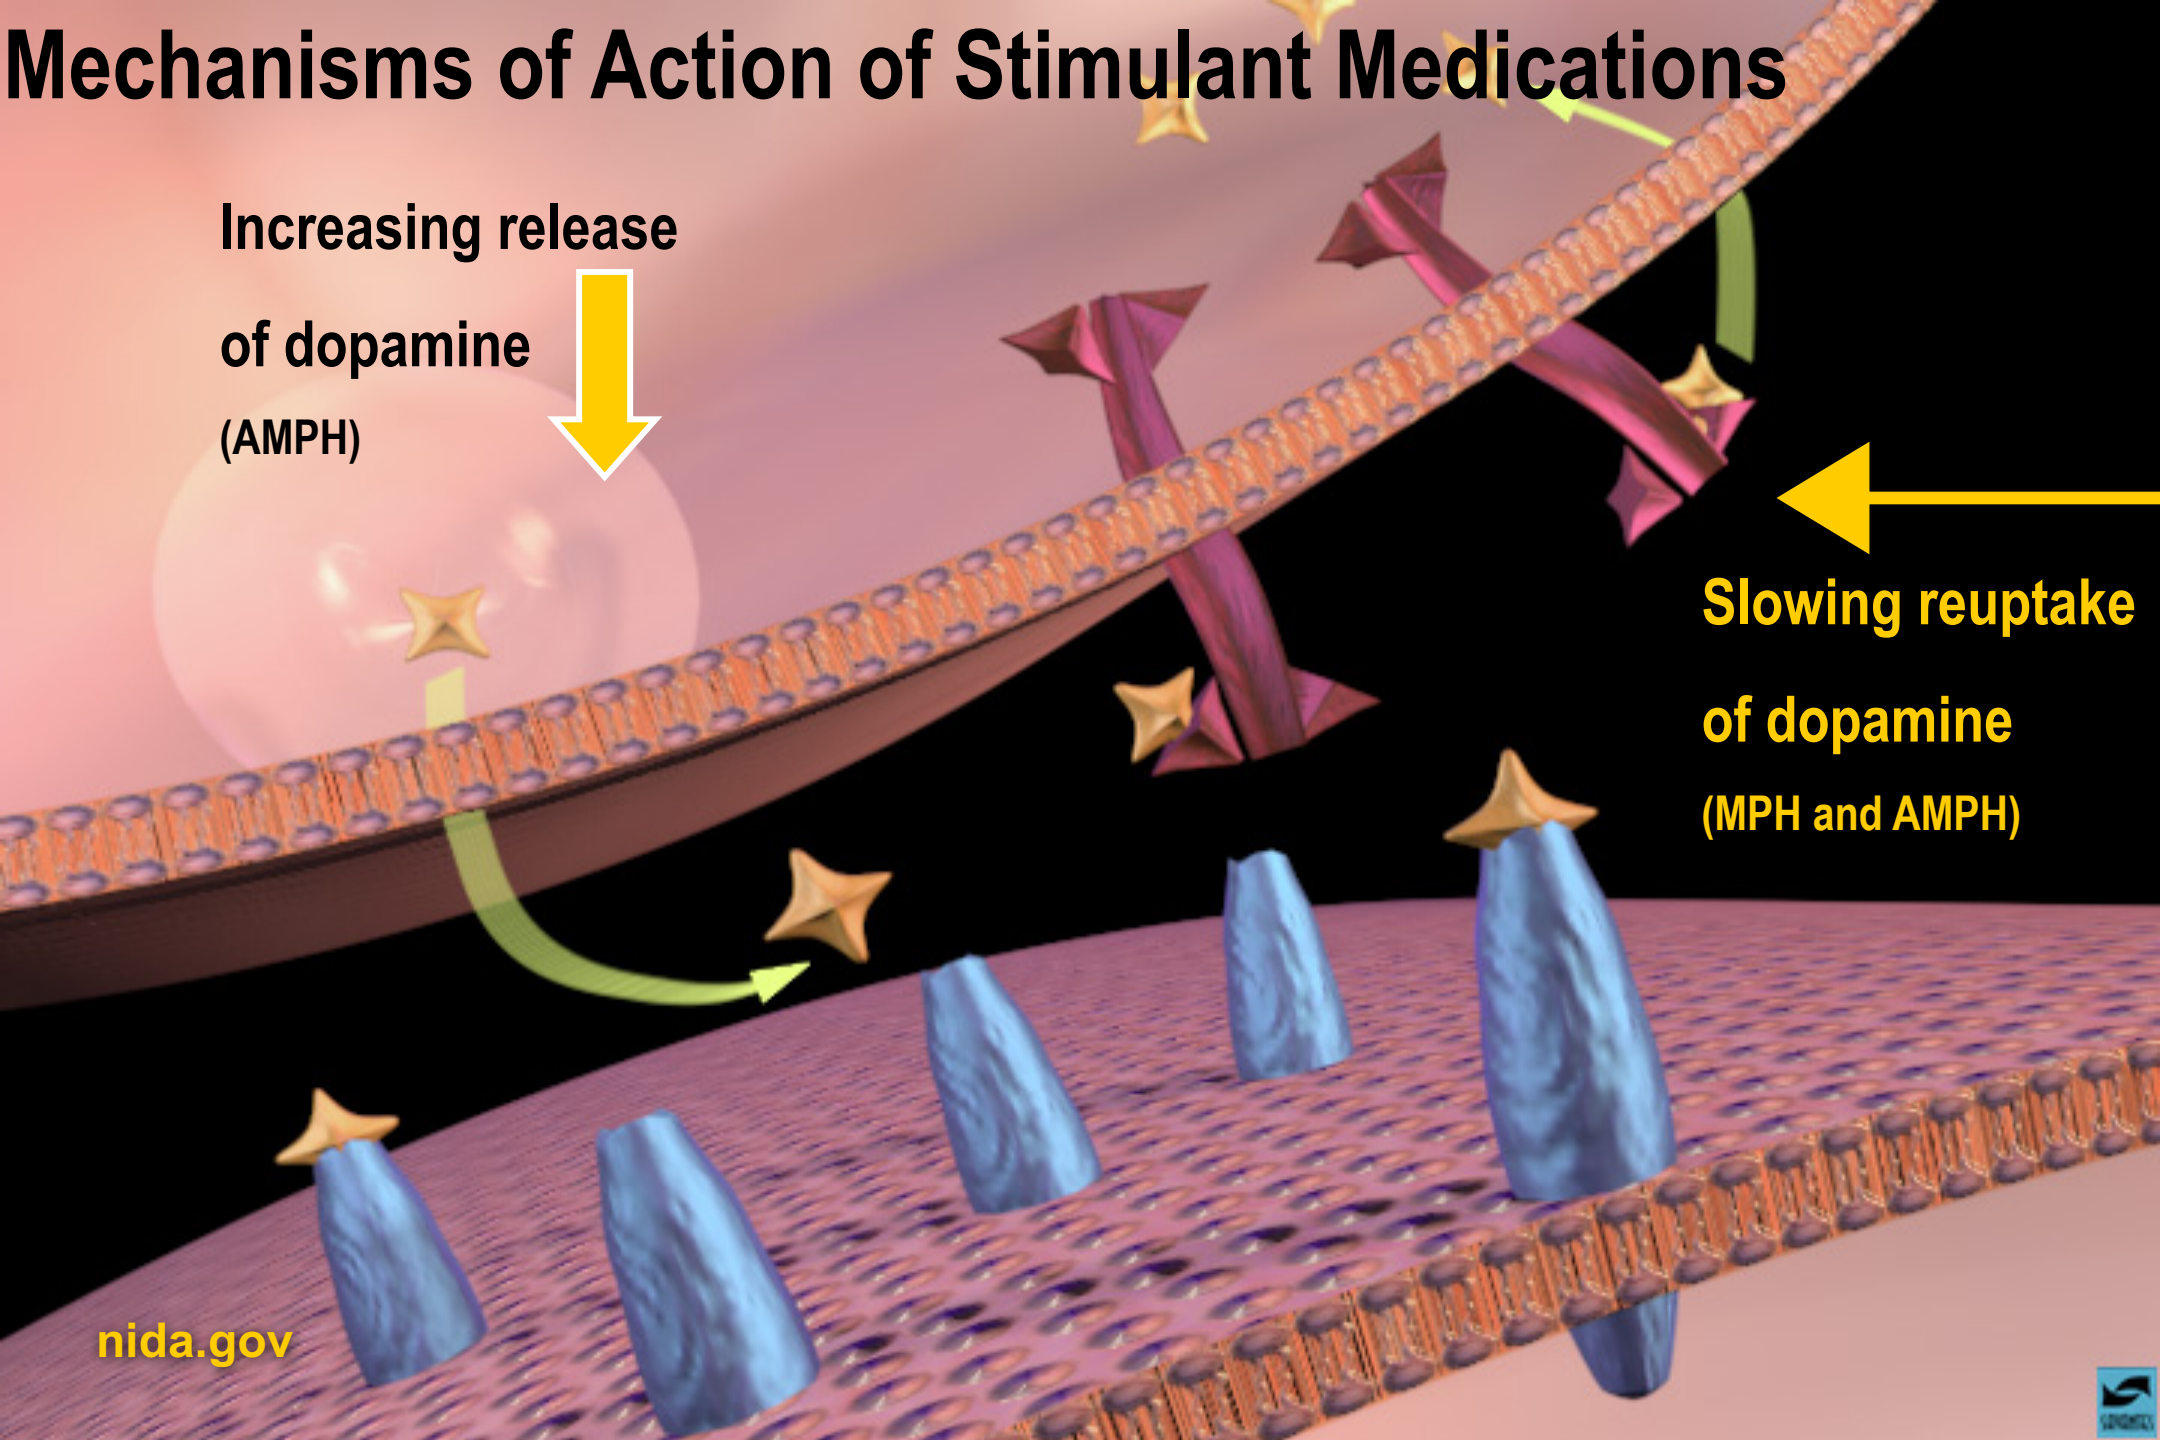 Mechanisms of Action of Stimulant Medications
Increasing release
of dopamine
(AMPH)
Slowing reuptake
of dopamine
(MPH and AMPH)
nida.gov